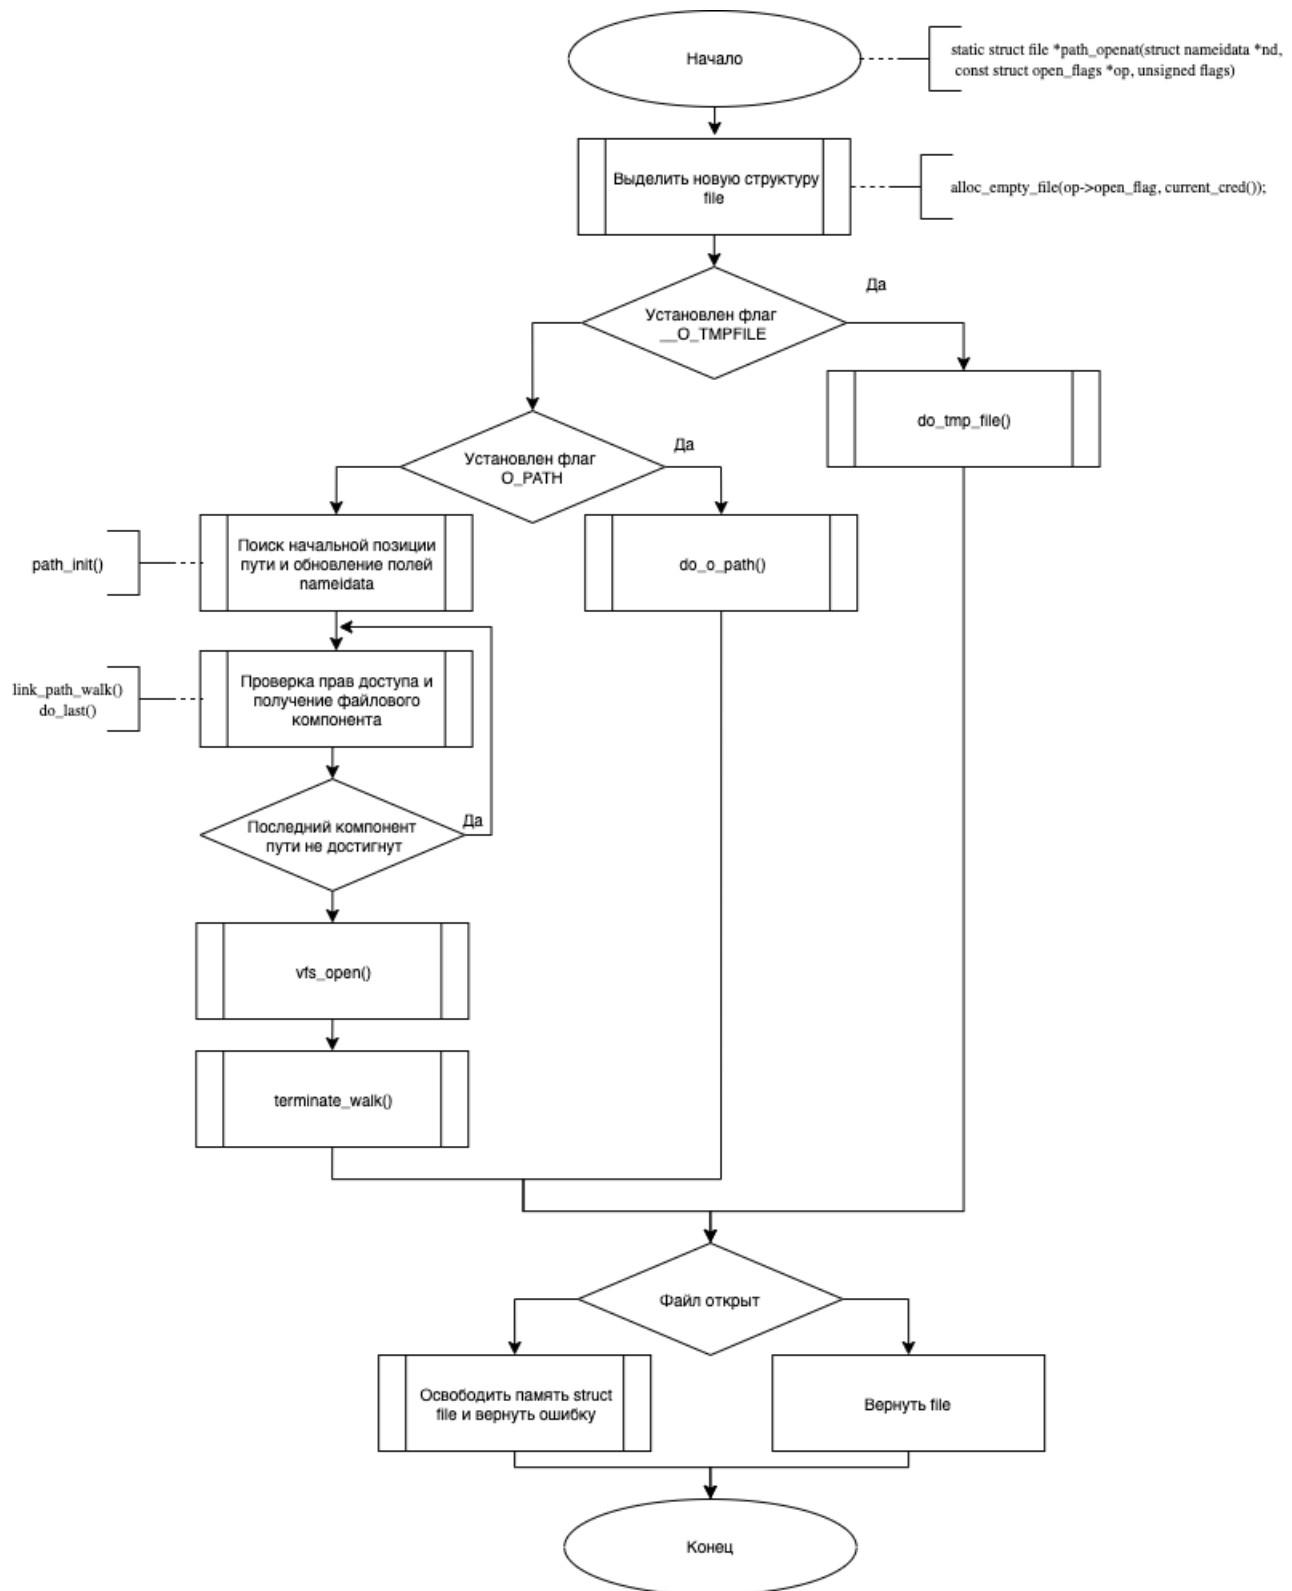 Начало
static struct file *path_openat(struct nameidata *nd,
const struct open_flags *op, unsigned flags)
Выделить новую структуру
file
alloc_empty_file(op->open_flag, current_cred());
Да
Установлен флаг
__O_TMPFILE
do_tmp_file()
Да
Установлен флаг
O_PATH
path_init()
Поиск начальной позиции
пути и обновление полей
nameidata
do_o_path()
link_path_walk()
do_last()
Проверка прав доступа и
получение файлового
компонента
Последний компонент
пути не достигнут
Да
vfs_open()
terminate_walk()
Файл открыт
Освободить память struct
file и вернуть ошибку
Вернуть file
Конец